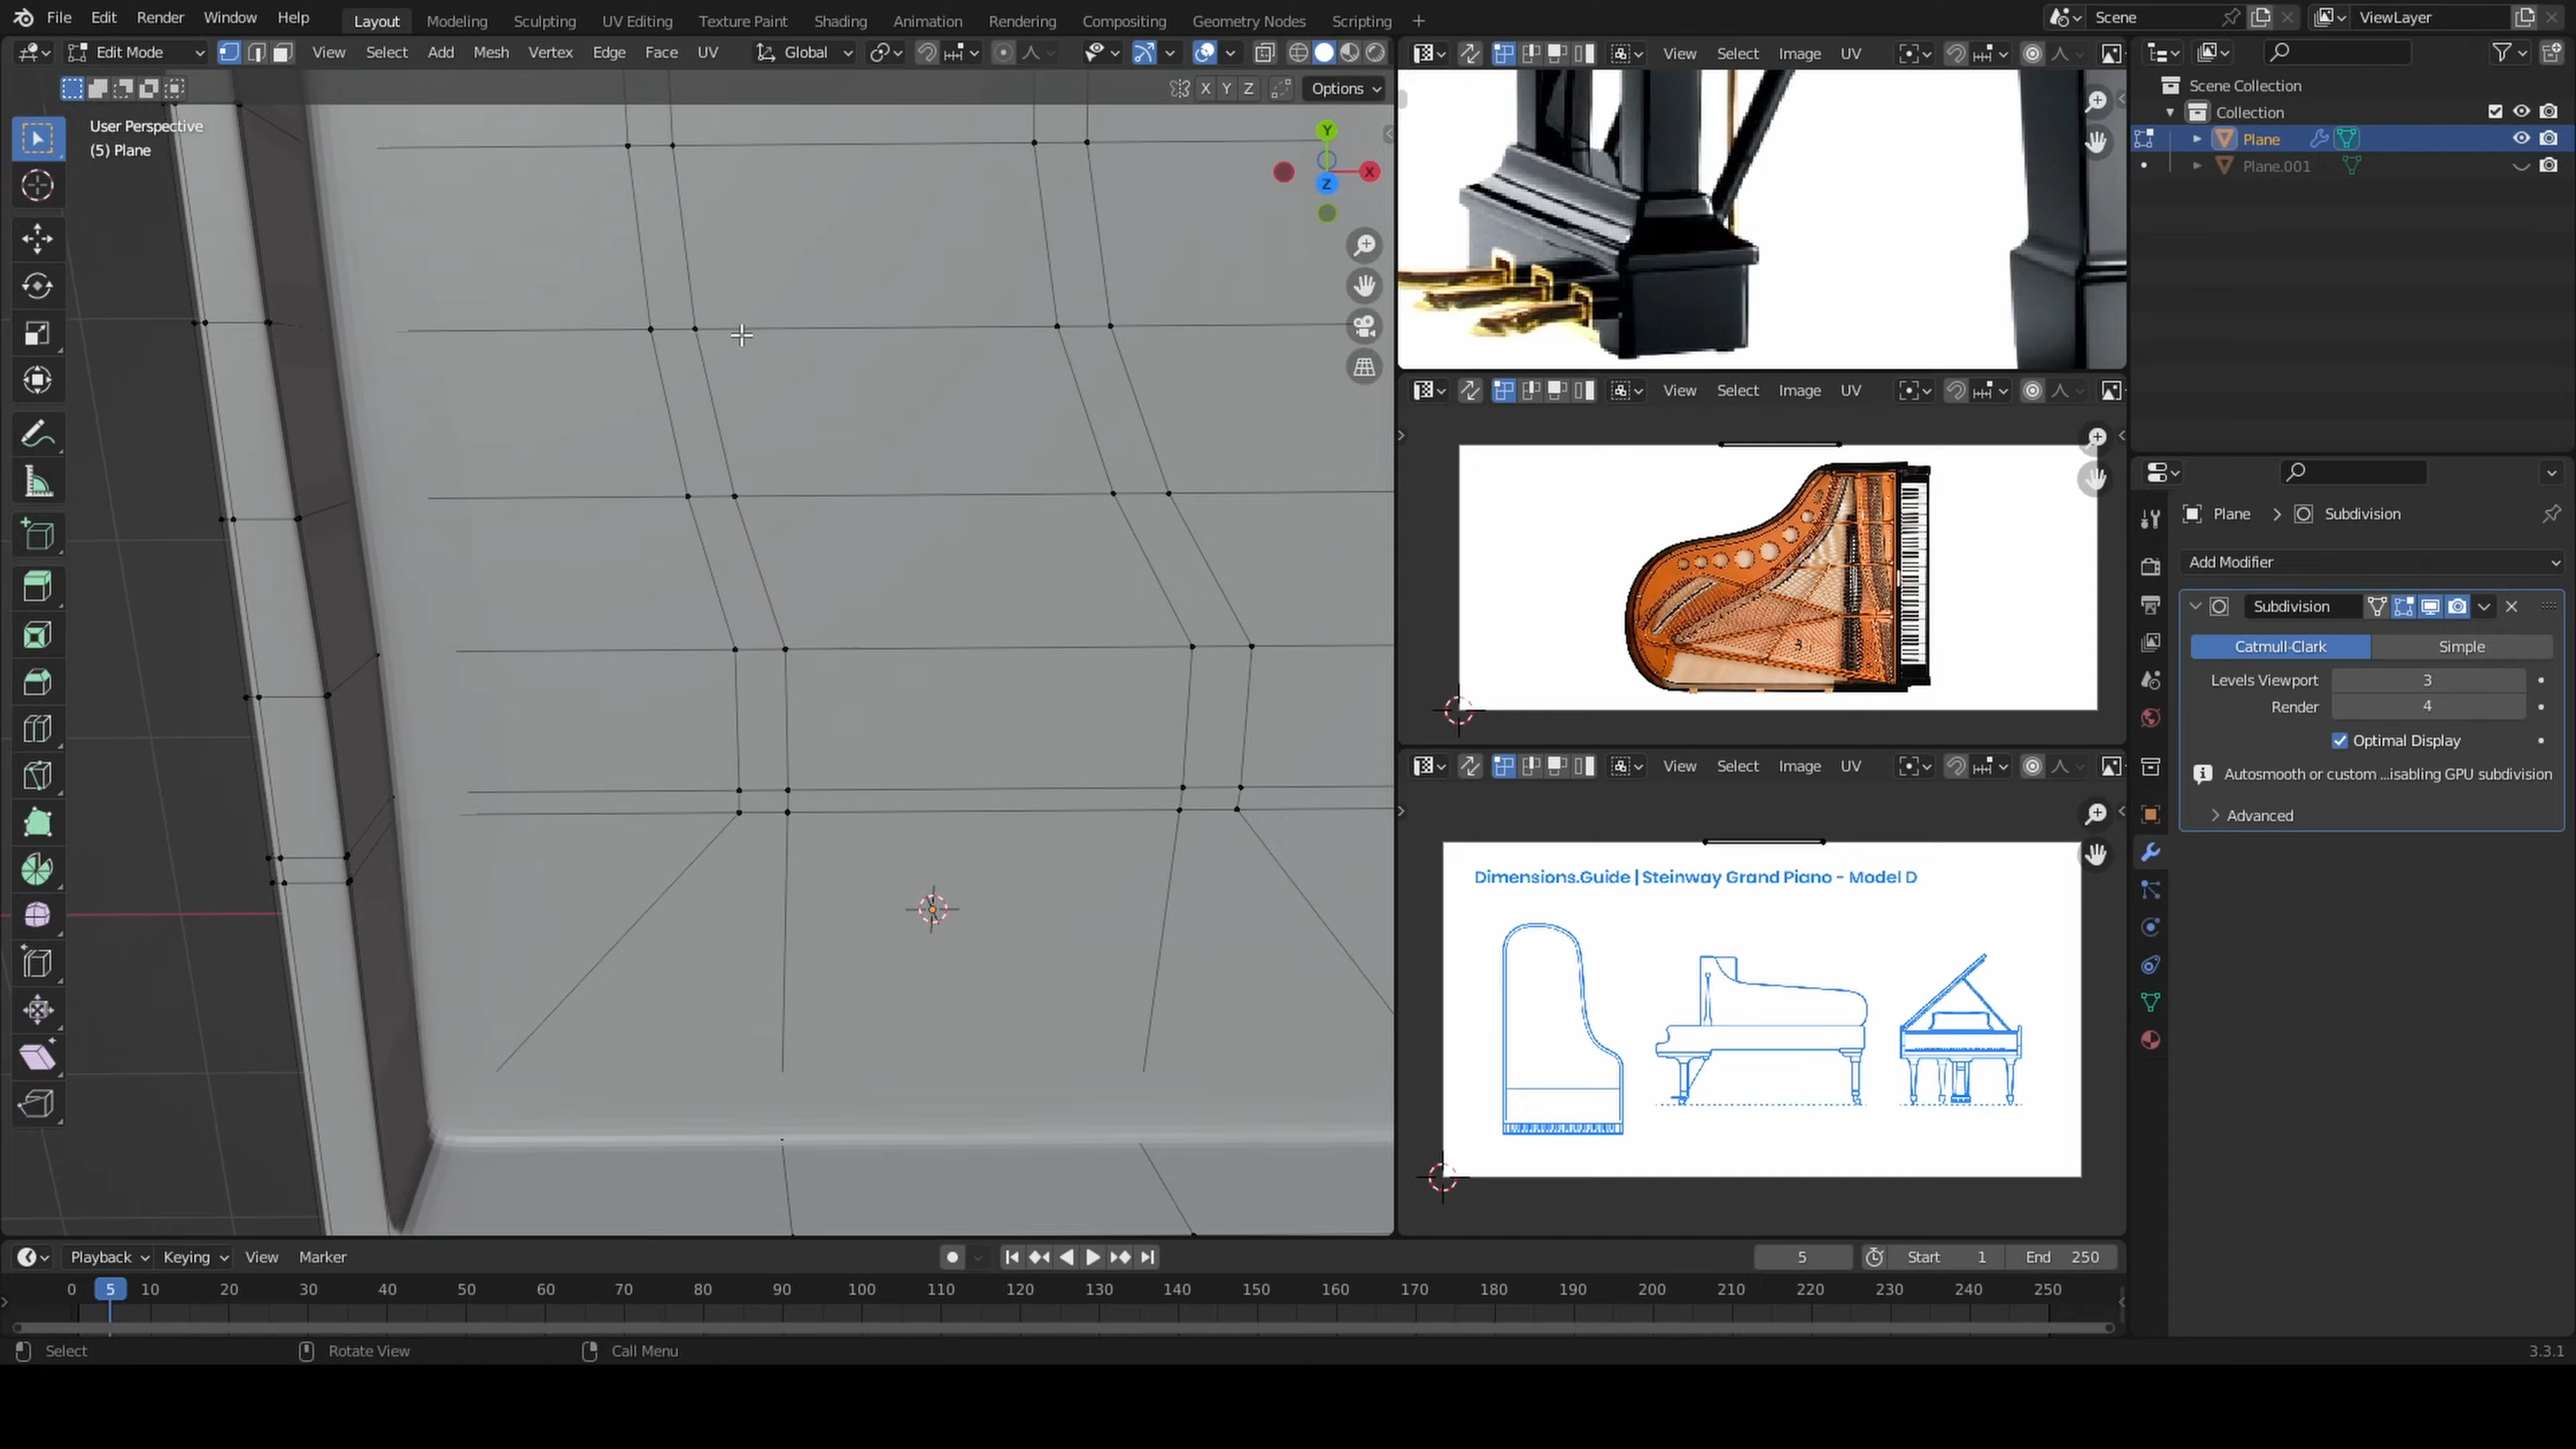 File Edit Render Window Help
Layout Modeling Sculpting UV Editing Texture Paint Shading Animation Rendering Compositing Geometry Nodes Scripting +
Scene
ViewLayer
Edit Mode
View Select Add Mesh Vertex Edge Face UV
Global
X Y Z
Options
User Perspective
(5) Plane
Y
X
Z
View Select Image UV
View Select Image UV
View Select Image UV
Dimensions.Guide | Steinway Grand Piano - Model D
Scene Collection
Collection
Plane
Plane.001
Plane > Subdivision
Add Modifier
Subdivision
Catmull-Clark Simple
Levels Viewport 3
Render 4
Optimal Display
Autosmooth or custom ...isabling GPU subdivision
Advanced
Playback Keying View Marker
5
Start 1
End 250
0 5 10 20 30 40 50 60 70 80 90 100 110 120 130 140 150 160 170 180 190 200 210 220 230 240 250
Select
Rotate View
Call Menu
3.3.1